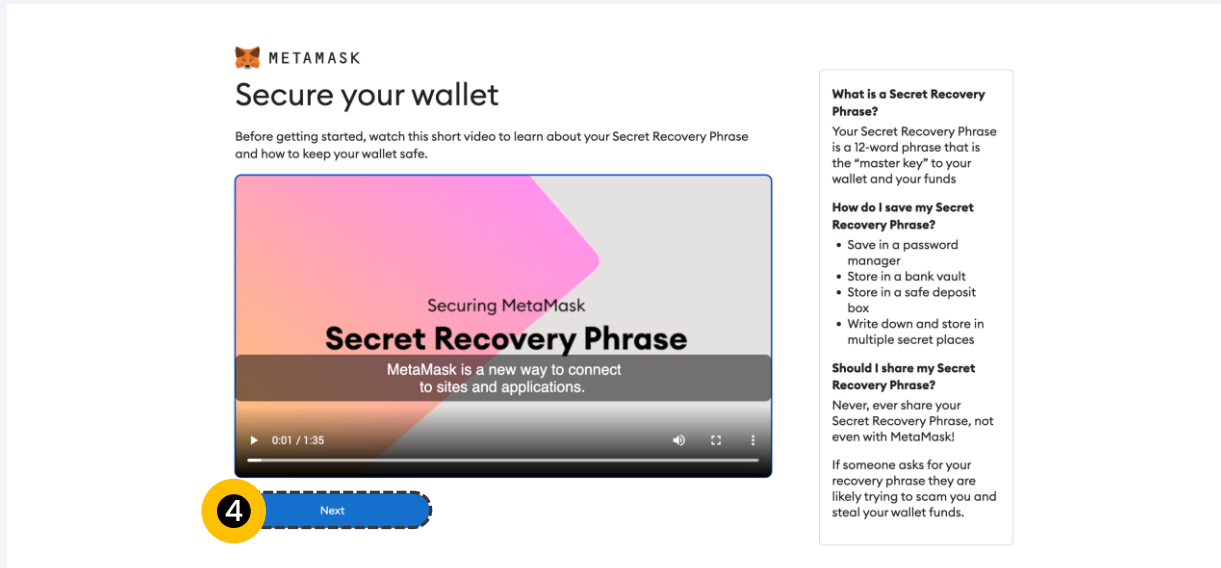 METAMASK
Secure your wallet
Before getting started, watch this short video to learn about your Secret Recovery Phrase
and how to keep your wallet safe.
Securing MetaMask
Secret Recovery Phrase
MetaMask is a new way to connect
to sites and applications.
0:01 / 1:35
4
Next
What is a Secret Recovery
Phrase?
Your Secret Recovery Phrase
is a 12-word phrase that is
the “master key” to your
wallet and your funds
How do I save my Secret
Recovery Phrase?
• Save in a password
manager
• Store in a bank vault
• Store in a safe deposit
box
• Write down and store in
multiple secret places
Should I share my Secret
Recovery Phrase?
Never, ever share your
Secret Recovery Phrase, not
even with MetaMask!
If someone asks for your
recovery phrase they are
likely trying to scam you and
steal your wallet funds.